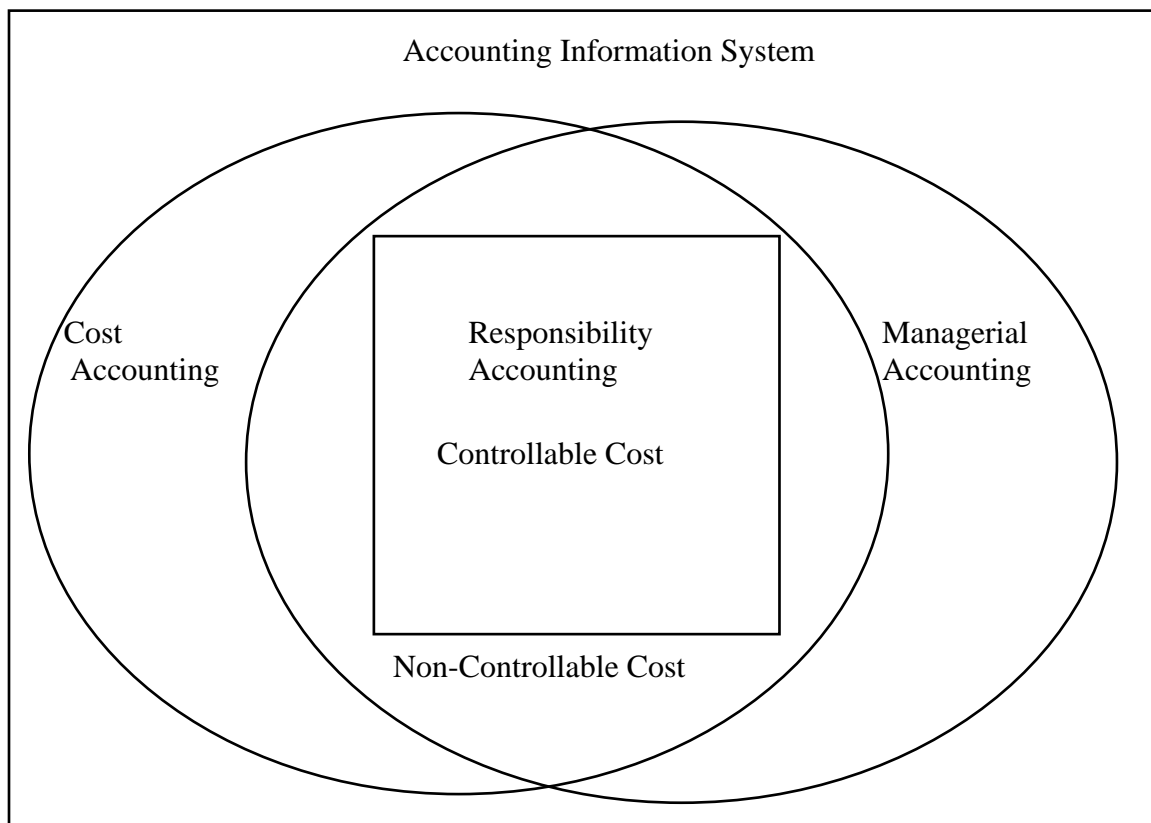 Accounting Information System
Cost
Accounting
Responsibility
Accounting
Managerial
Accounting
Controllable Cost
Non-Controllable Cost